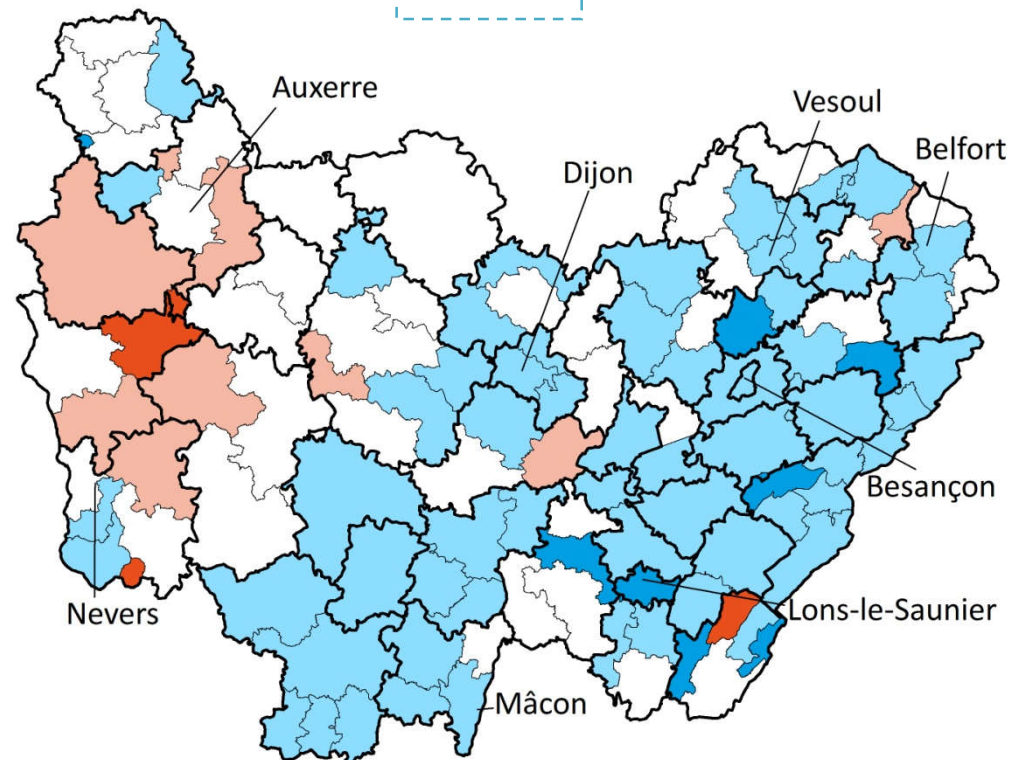 Auxerre
Vesoul
Belfort
Dijon
Besançon
Nevers
Lons-le-Saunier
Mâcon